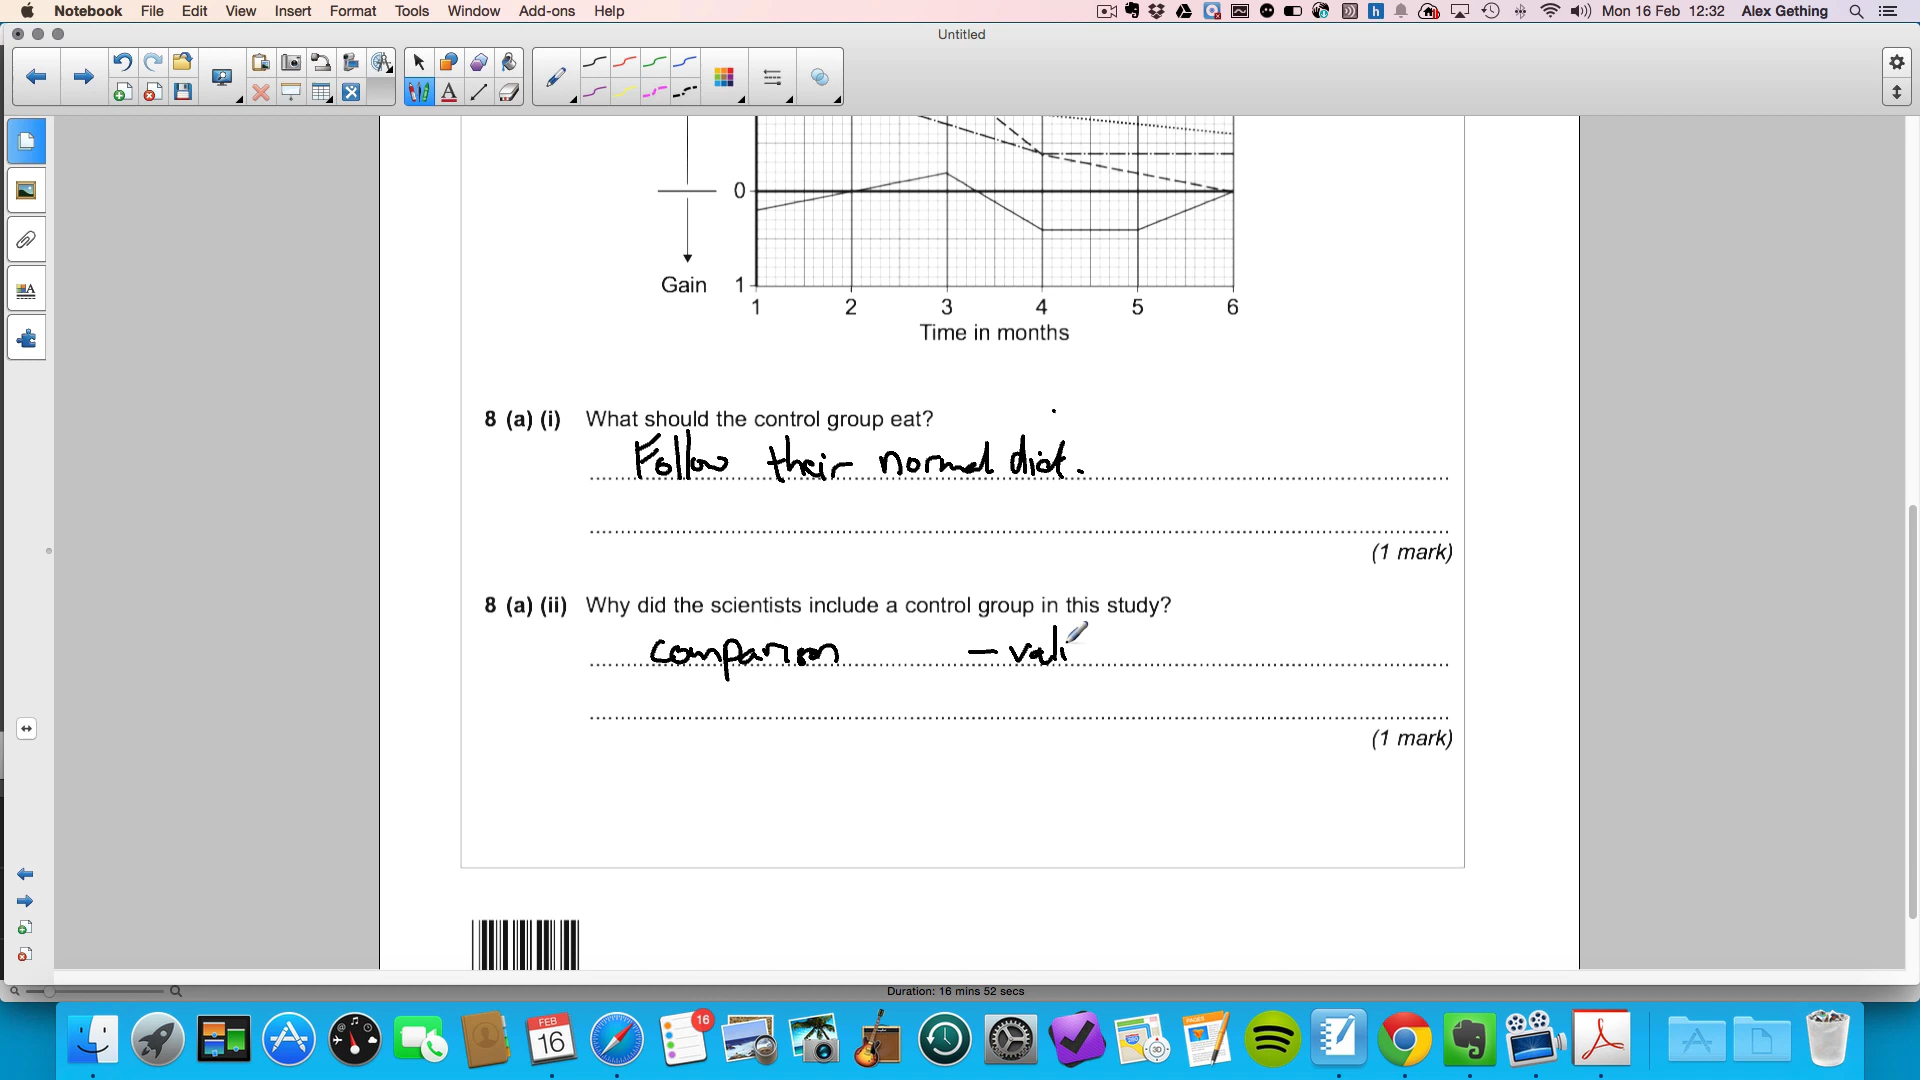 Notebook File Edit View Insert Format Tools Window Add-ons Help Mon 16 Feb 12:32 Alex Gething
Untitled
0
Gain 1
1 2 3 4 5 6
Time in months
8 (a) (i) What should the control group eat?
Follow their normal diet.
(1 mark)
8 (a) (ii) Why did the scientists include a control group in this study?
comparison – vali
(1 mark)
Duration: 16 mins 52 secs
16
FEB
16
PAGES
3D